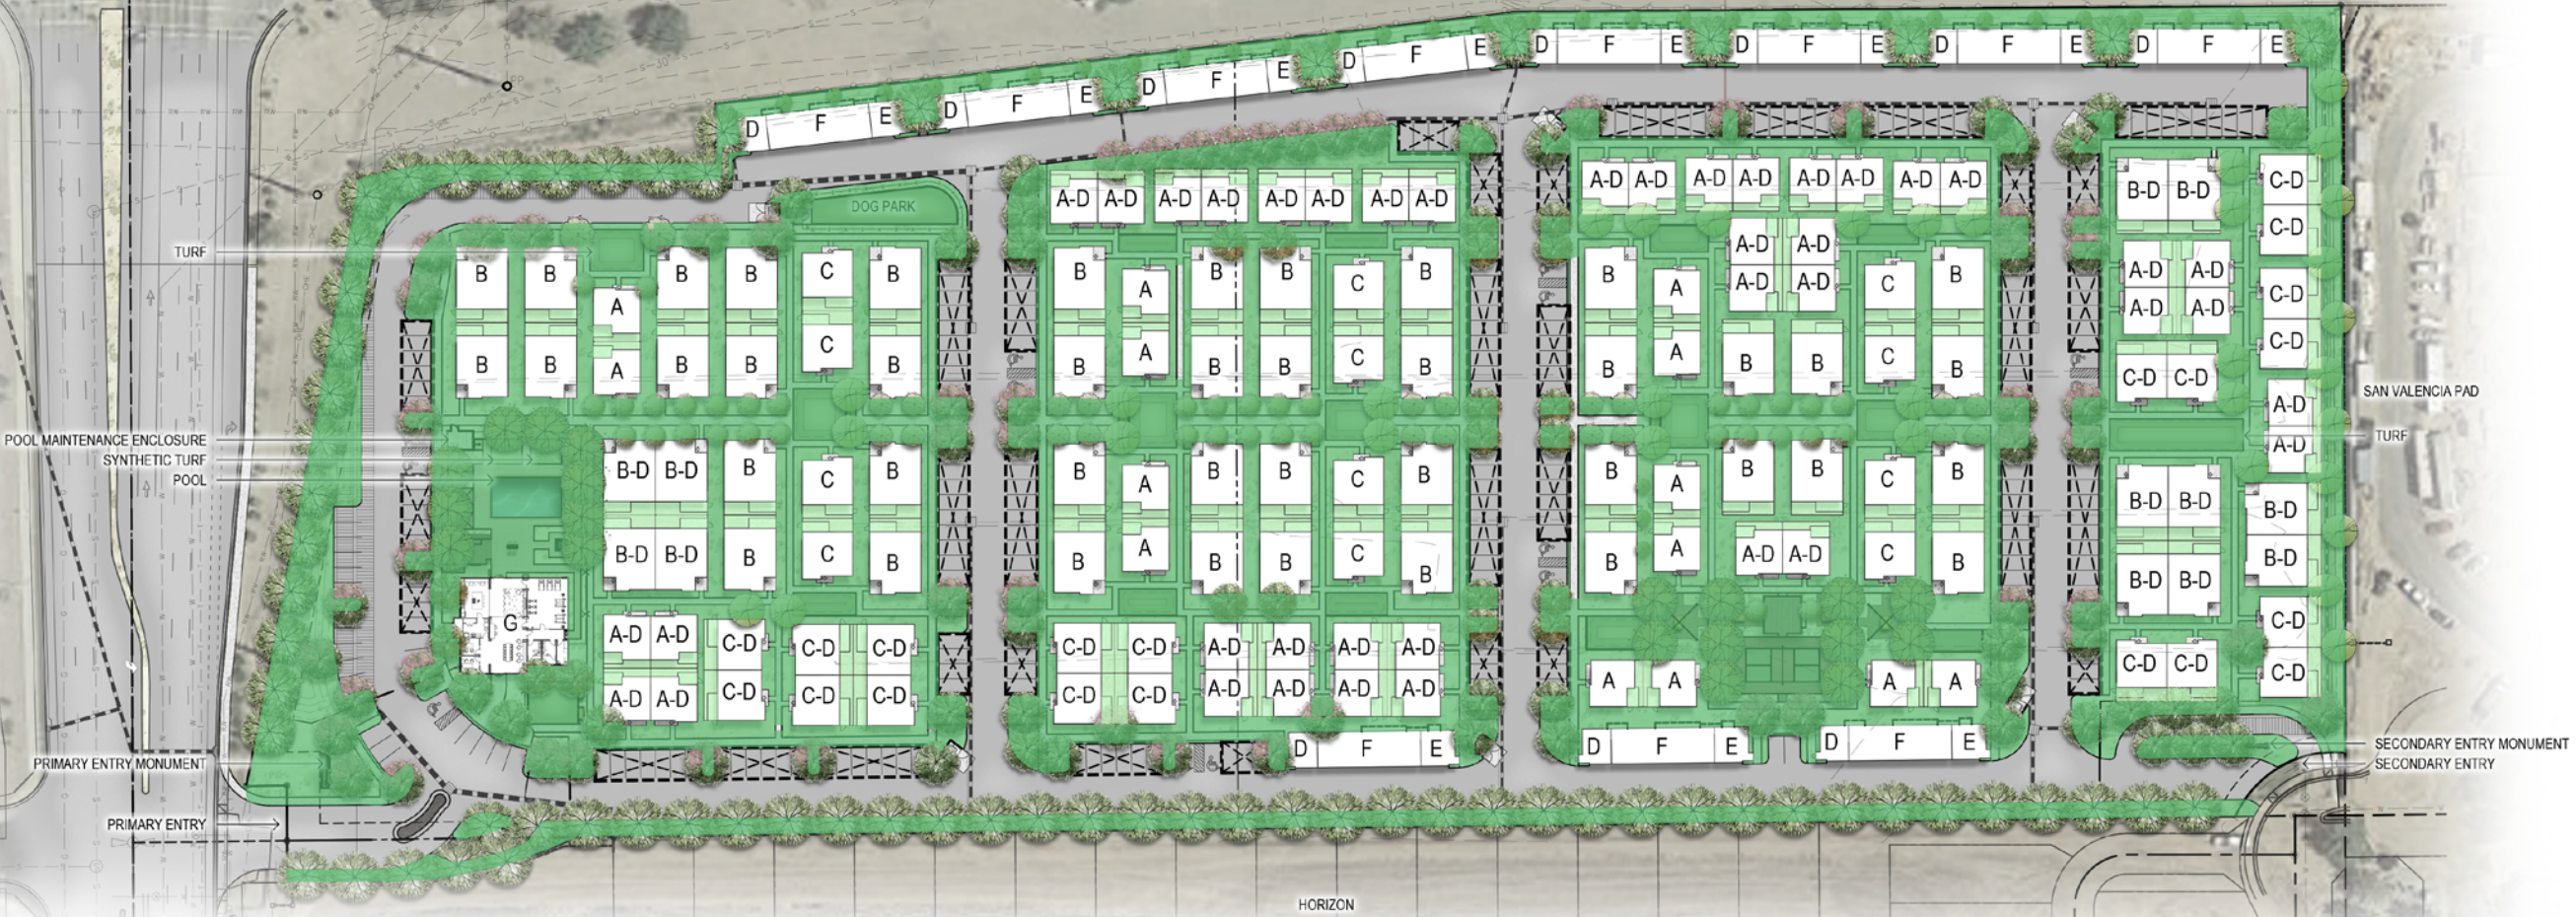 D F E D F E D F E D F E
D F E D F E D F E D F E
DOG PARK
A-D A-D A-D A-D A-D A-D A-D A-D
A-D A-D A-D A-D A-D A-D A-D A-D
B-D B-D C-D
C-D
TURF
B B B B C B
A
C
B B A B B B
B A B B C B
B A B B C B
A-D A-D
A-D A-D
B A C B
B A B B C B
A-D A-D C-D
A-D A-D C-D
C-D C-D A-D
A-D
SAN VALENCIA PAD
TURF
POOL MAINTENANCE ENCLOSURE
SYNTHETIC TURF
POOL
B-D B-D B C B
B-D B-D B C B
B A B B C B
B A B B C B
B A B B C B
B A A-D A-D C B
B-D B-D B-D
B-D B-D B-D
G
A-D A-D C-D C-D C-D
A-D A-D C-D C-D C-D
C-D C-D A-D A-D A-D A-D
C-D C-D A-D A-D A-D A-D
A A A A
C-D C-D C-D
C-D
D F E
D F E D F E
PRIMARY ENTRY MONUMENT
SECONDARY ENTRY MONUMENT
SECONDARY ENTRY
PRIMARY ENTRY
HORIZON